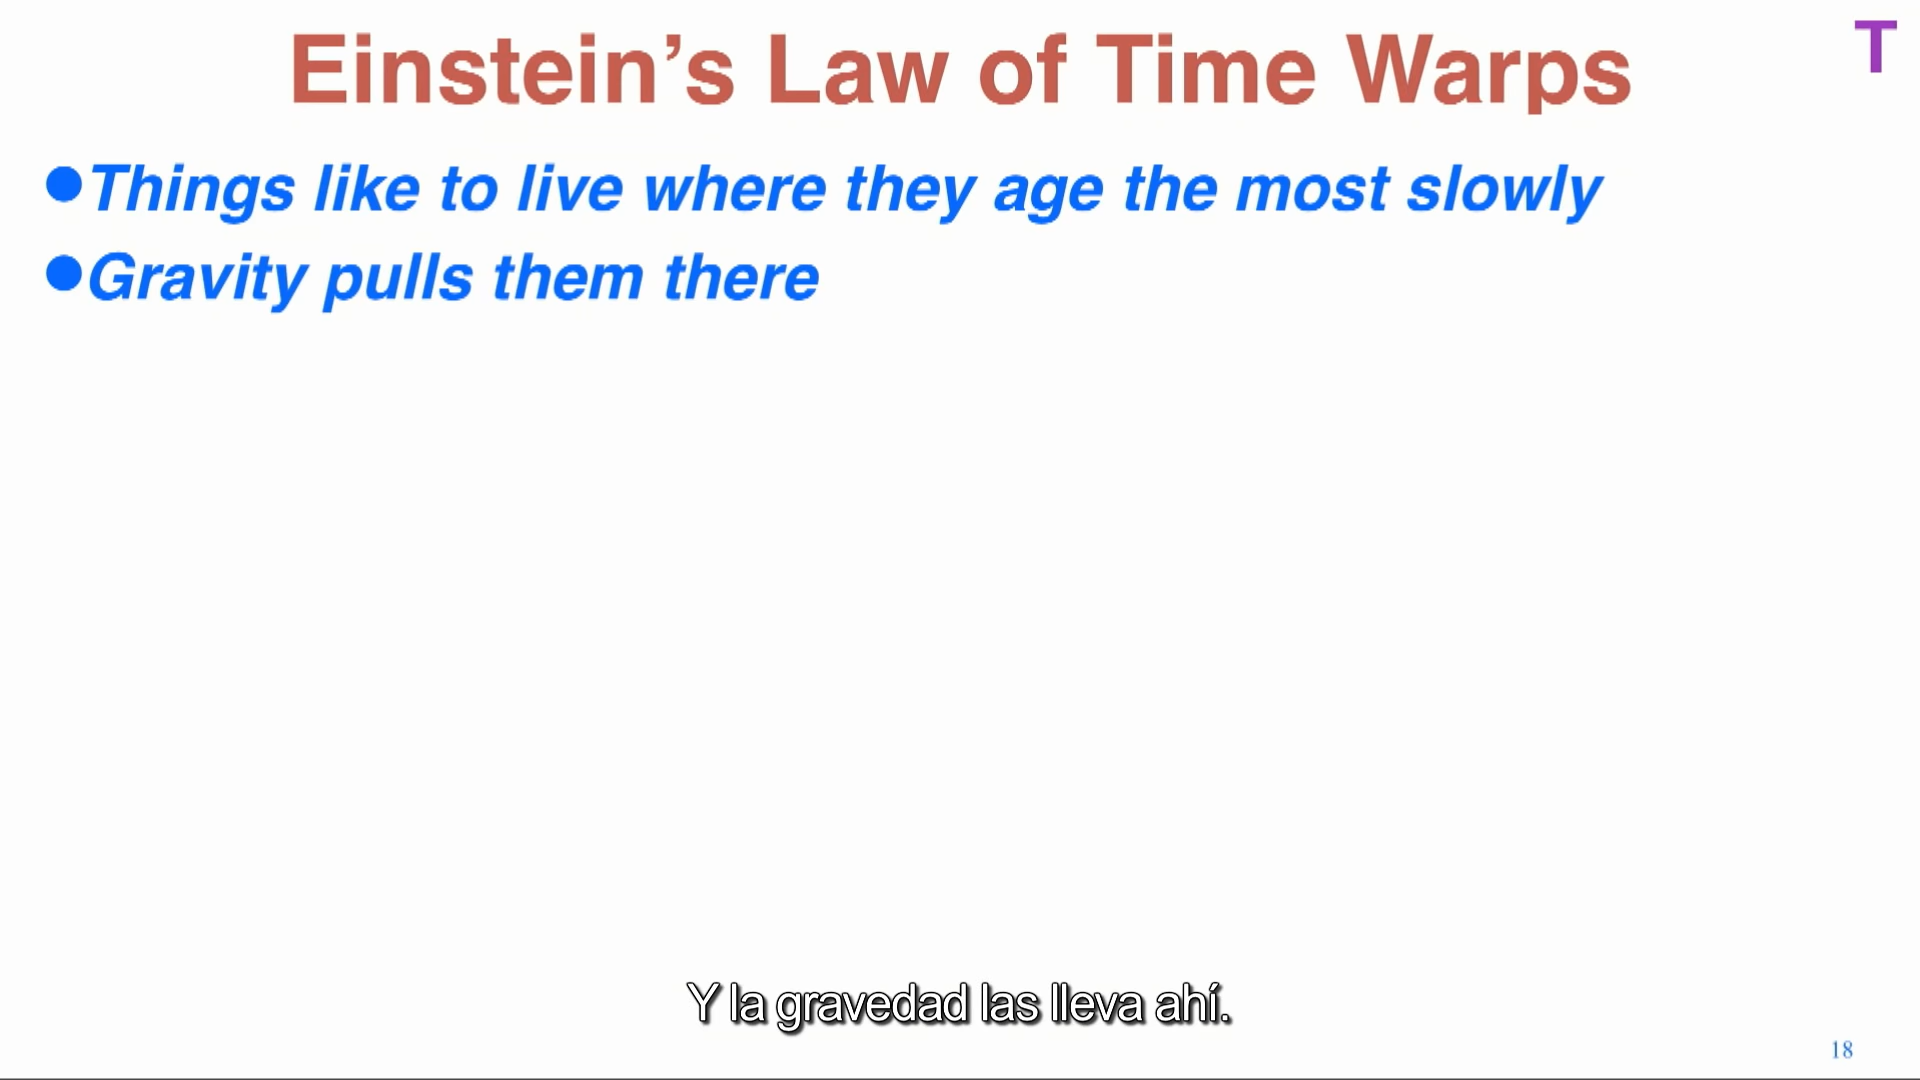 Einstein’s Law of Time Warps
T
●Things like to live where they age the most slowly
●Gravity pulls them there
Y la gravedad las lleva ahí.
18